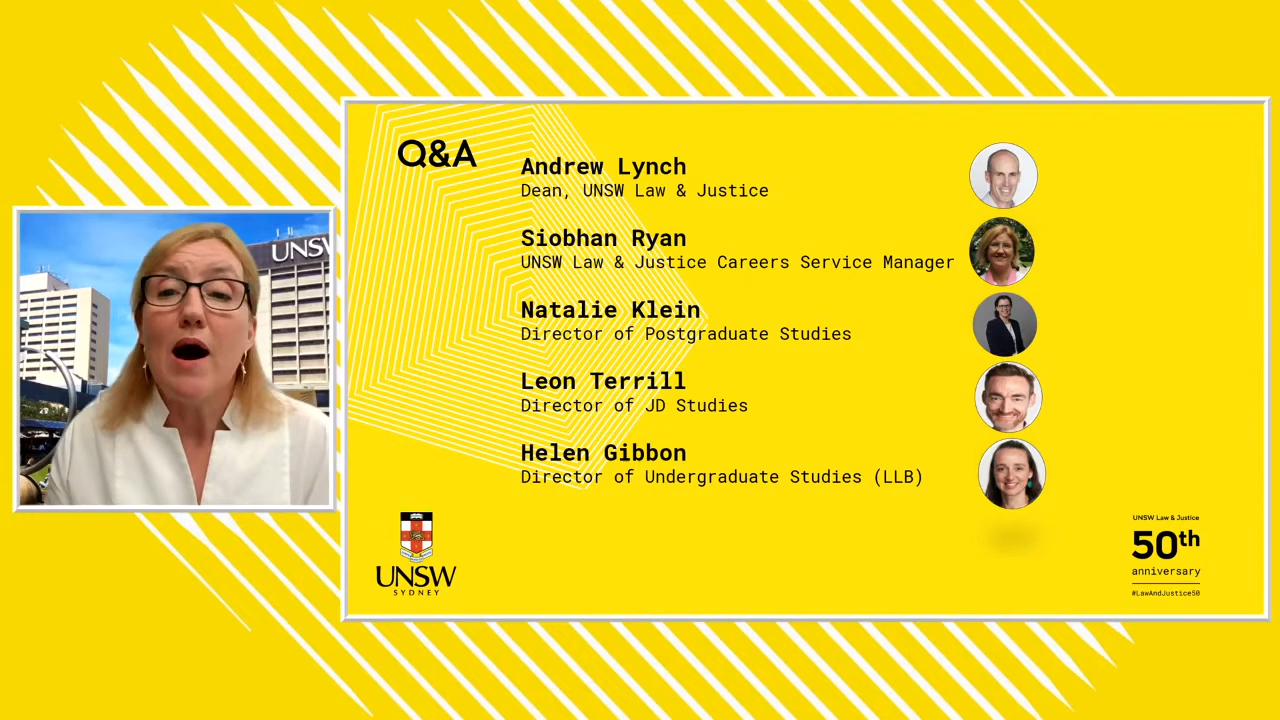 UNSW
Q&A
Andrew Lynch
Dean, UNSW Law & Justice
Siobhan Ryan
UNSW Law & Justice Careers Service Manager
Natalie Klein
Director of Postgraduate Studies
Leon Terrill
Director of JD Studies
Helen Gibbon
Director of Undergraduate Studies (LLB)
UNSW
SYDNEY
UNSW Law & Justice
50th
anniversary
#LawAndJustice50